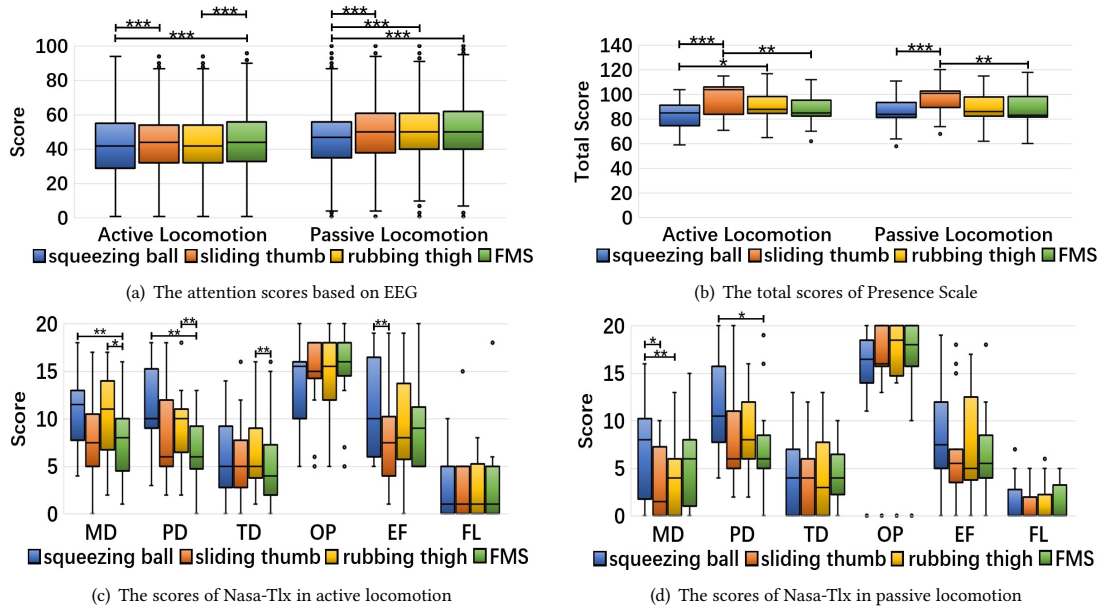 ***
***
***
***
***
***
100
80
60
40
20
0
Score
Active Locomotion
Passive Locomotion
squeezing ball
sliding thumb
rubbing thigh
FMS
(a) The attention scores based on EEG
***
**
*
***
**
140
120
100
80
60
40
20
0
Total Score
Active Locomotion
Passive Locomotion
squeezing ball
sliding thumb
rubbing thigh
FMS
(b) The total scores of Presence Scale
**
*
**
**
**
**
20
15
10
5
0
Score
MD
PD
TD
OP
EF
FL
squeezing ball
sliding thumb
rubbing thigh
FMS
(c) The scores of Nasa-Tlx in active locomotion
*
**
*
20
15
10
5
0
Score
MD
PD
TD
OP
EF
FL
squeezing ball
sliding thumb
rubbing thigh
FMS
(d) The scores of Nasa-Tlx in passive locomotion